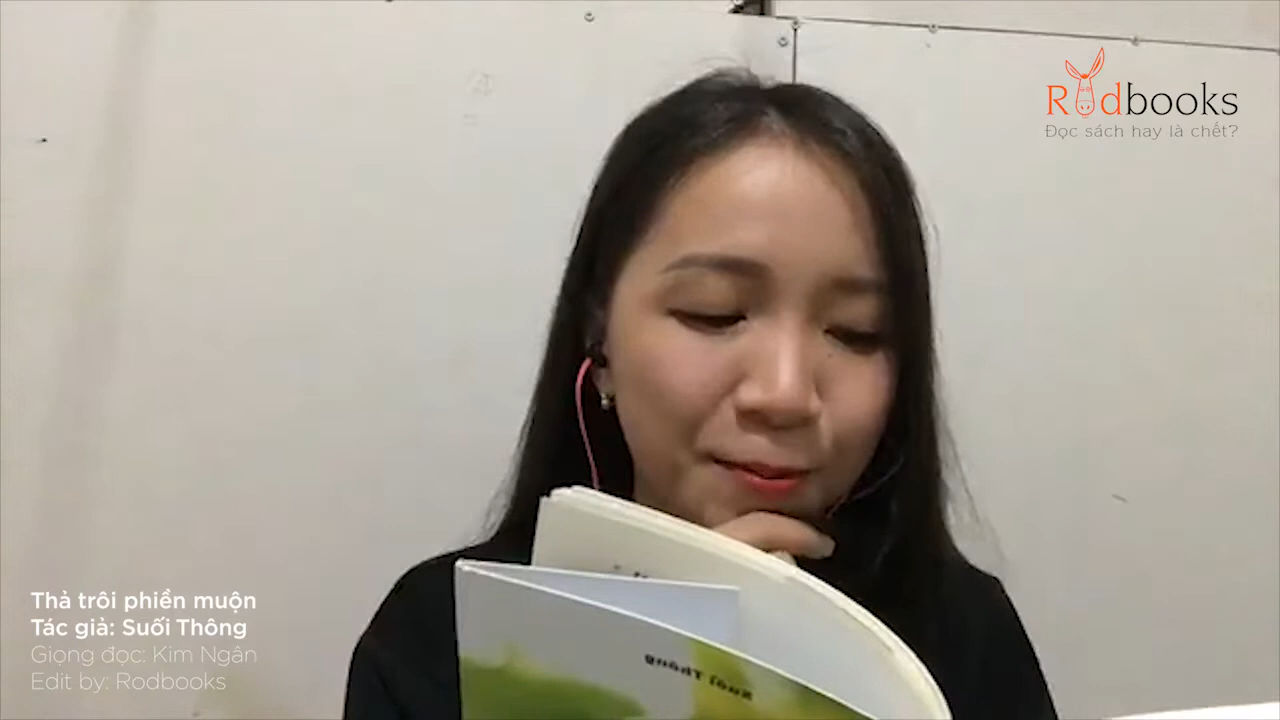 Rodbooks
Đọc sách hay là chết?
Thả trôi phiền muộn
Tác giả: Suối Thông
Giọng đọc: Kim Ngân
Edit by: Rodbooks
Suối Thông